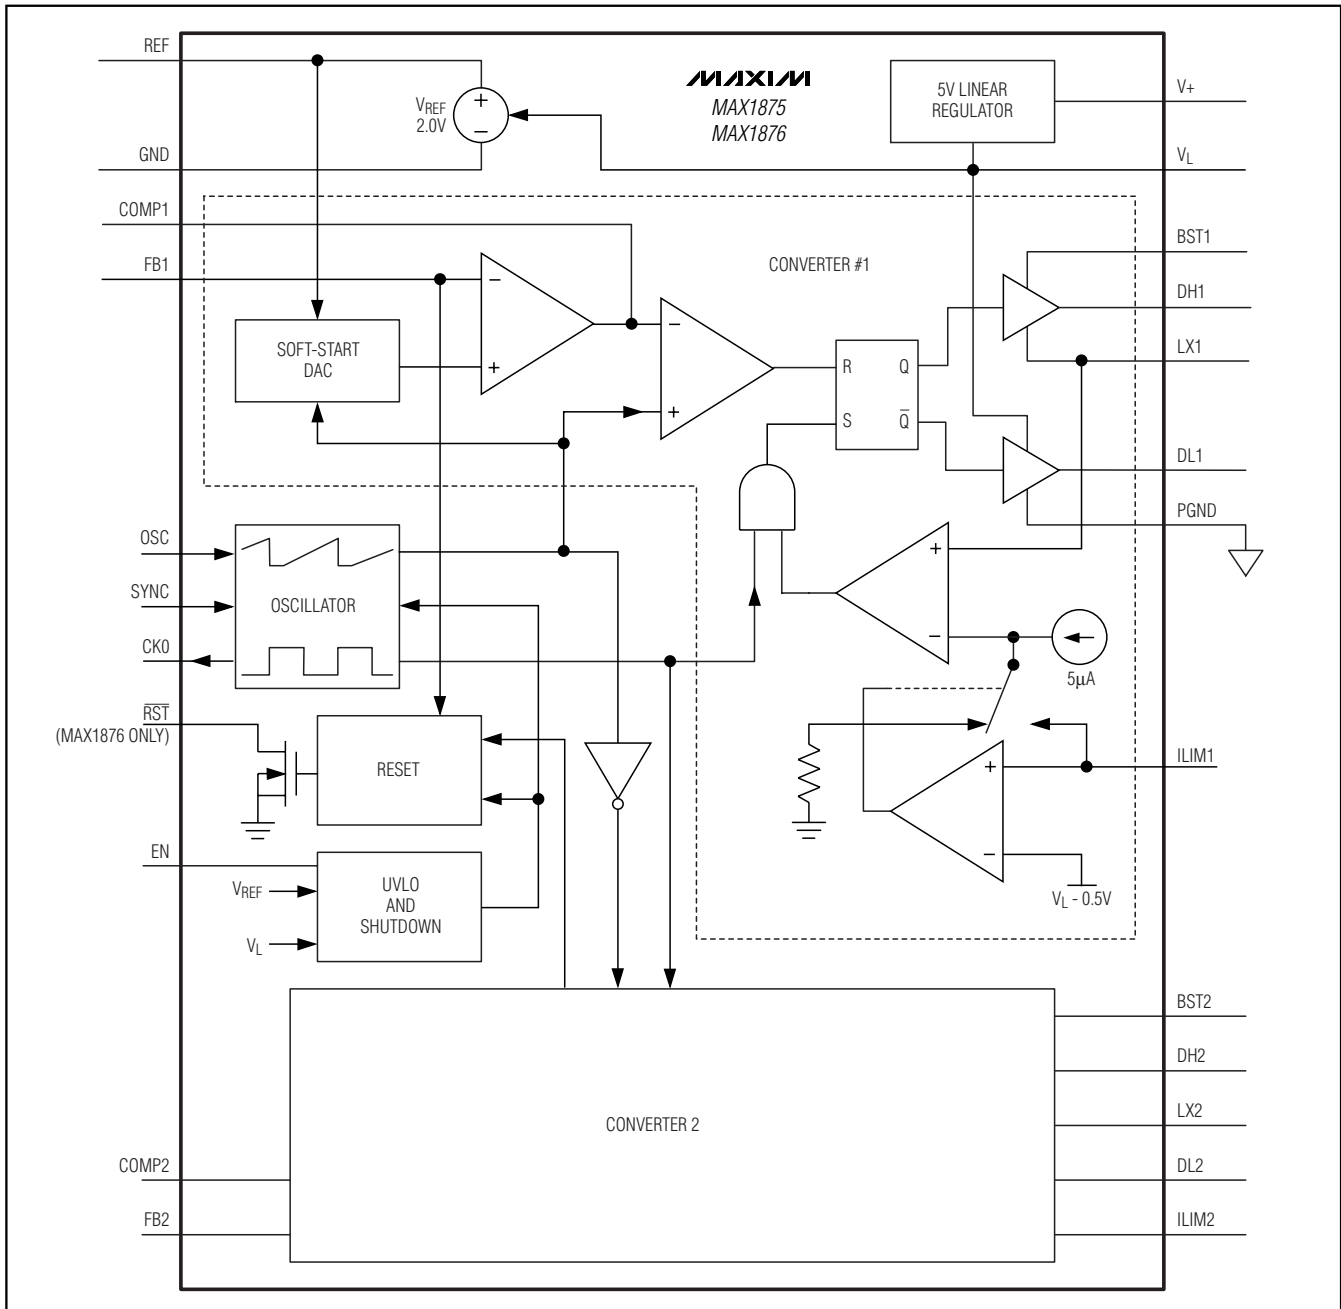 REF
VREF
2.0V
MAXIM
MAX1875
MAX1876
5V LINEAR
REGULATOR
V+
GND
VL
COMP1
FB1
CONVERTER #1
BST1
DH1
LX1
SOFT-START
DAC
+
−
−
+
−
+
R
Q
S
Q̅
DL1
PGND
OSC
SYNC
CK0
OSCILLATOR
+
−
5μA
R̅S̅T̅
(MAX1876 ONLY)
RESET
ILIM1
+
−
VL - 0.5V
EN
VREF
VL
UVLO
AND
SHUTDOWN
BST2
DH2
LX2
CONVERTER 2
COMP2
DL2
FB2
ILIM2